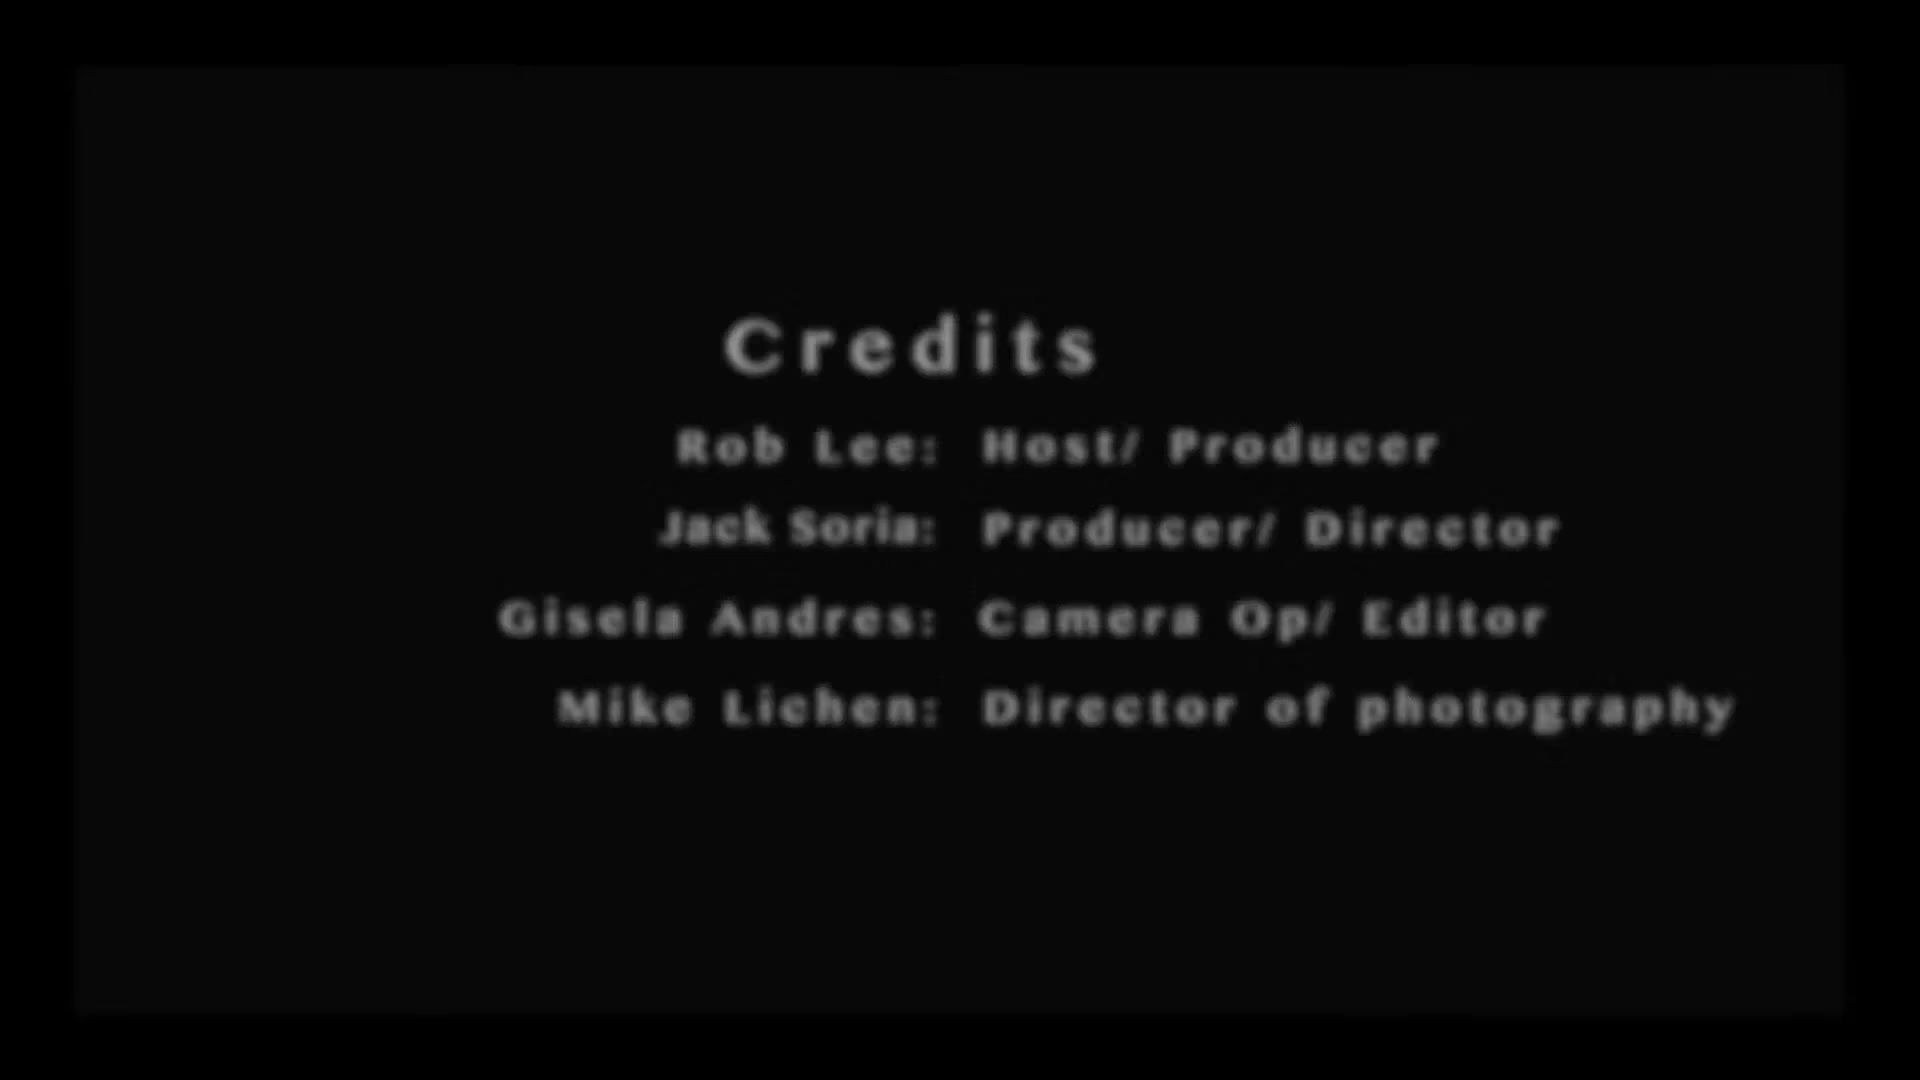 Credits
Rob Lee: Host/ Producer
Jack Soria: Producer/ Director
Gisela Andres: Camera Op/ Editor
Mike Lichen: Director of photography